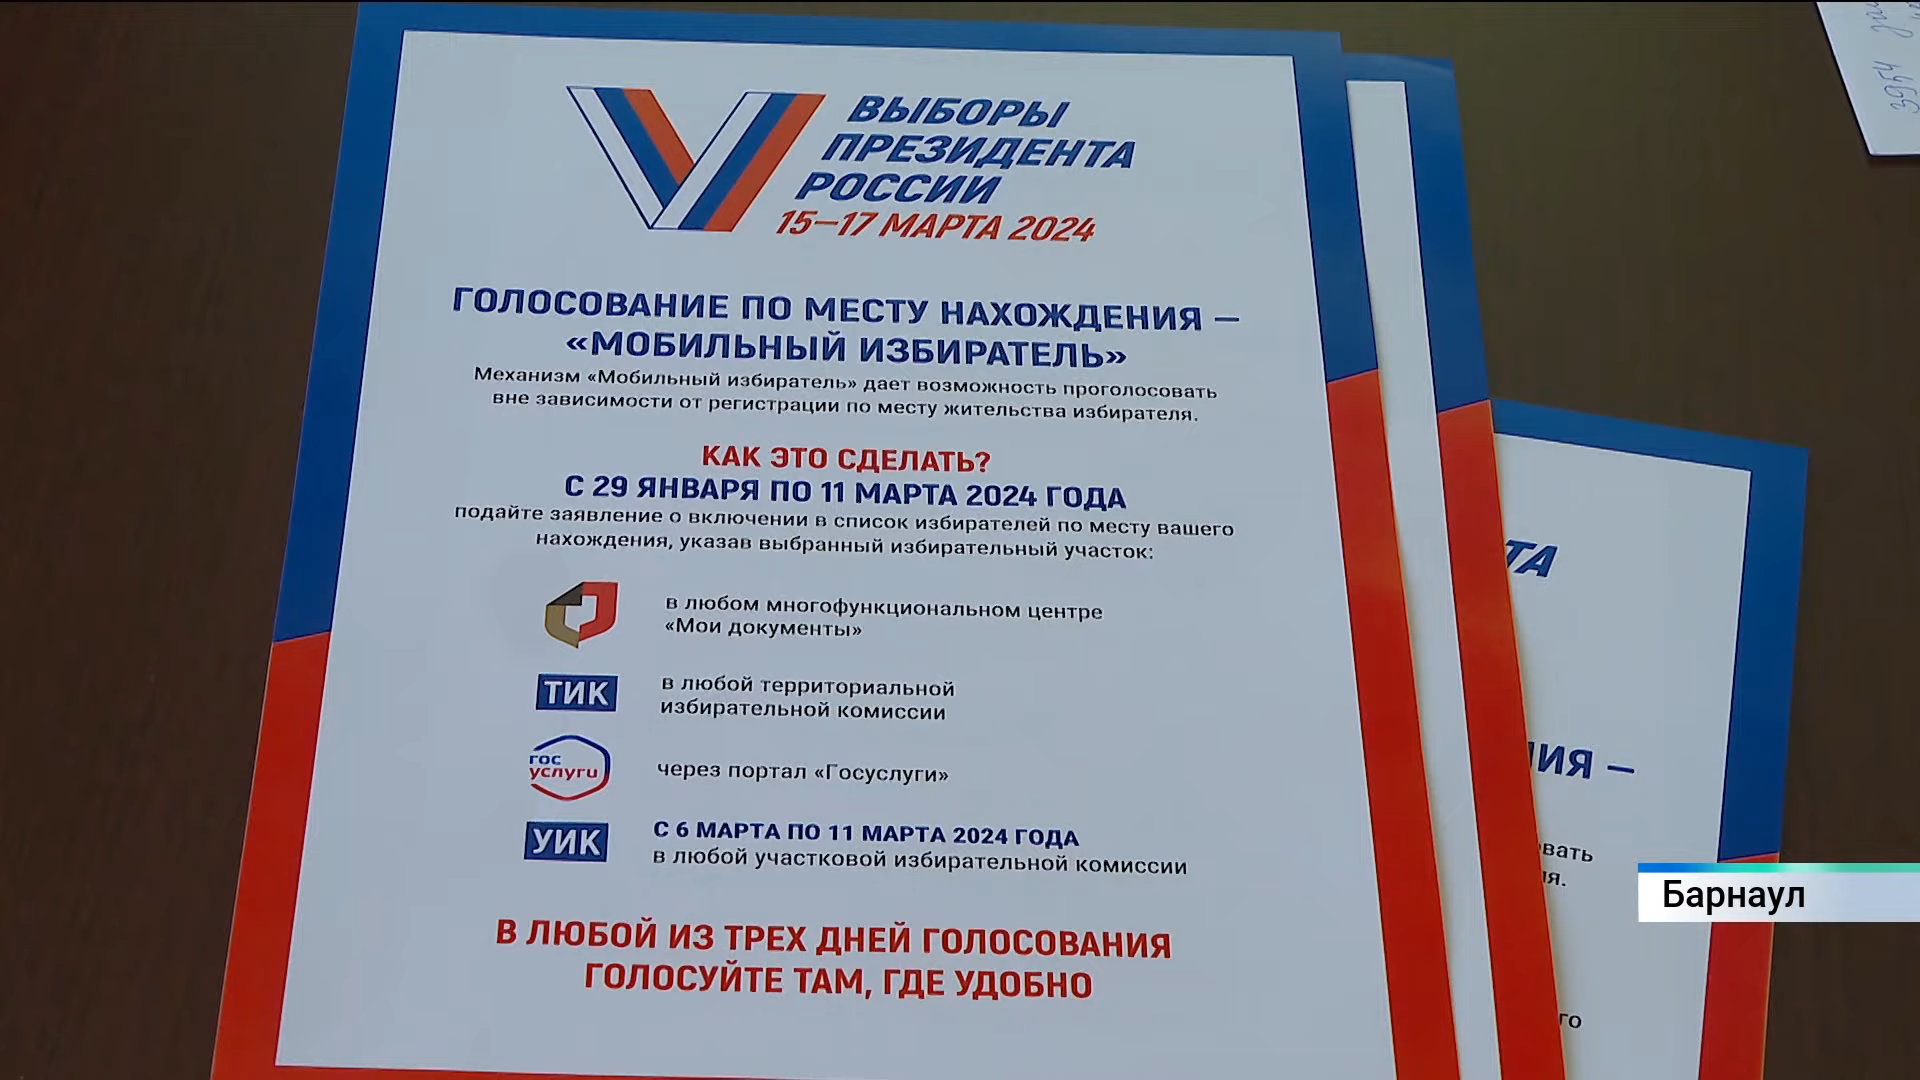 ВЫБОРЫ
ПРЕЗИДЕНТА
РОССИИ
15–17 МАРТА 2024
ГОЛОСОВАНИЕ ПО МЕСТУ НАХОЖДЕНИЯ –
«МОБИЛЬНЫЙ ИЗБИРАТЕЛЬ»
Механизм «Мобильный избиратель» дает возможность проголосовать
вне зависимости от регистрации по месту жительства избирателя.
КАК ЭТО СДЕЛАТЬ?
С 29 ЯНВАРЯ ПО 11 МАРТА 2024 ГОДА
подайте заявление о включении в список избирателей по месту вашего
нахождения, указав выбранный избирательный участок:
в любом многофункциональном центре
«Мои документы»
ТИК
в любой территориальной
избирательной комиссии
гос
услуги
через портал «Госуслуги»
УИК
С 6 МАРТА ПО 11 МАРТА 2024 ГОДА
в любой участковой избирательной комиссии
В ЛЮБОЙ ИЗ ТРЕХ ДНЕЙ ГОЛОСОВАНИЯ
ГОЛОСУЙТЕ ТАМ, ГДЕ УДОБНО
ТА
ИЯ –
вать
я.
го
Барнаул